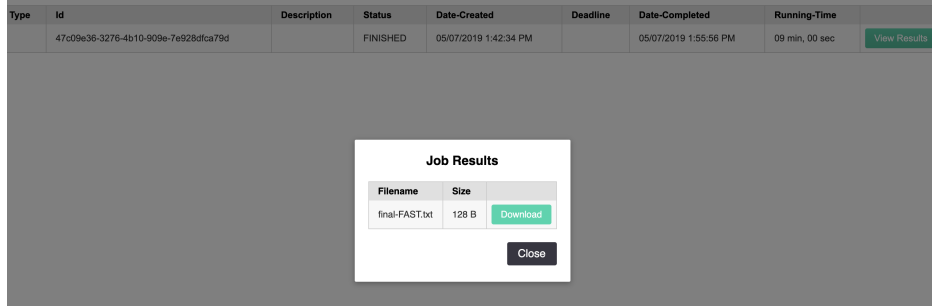 Type Id Description Status Date-Created Deadline Date-Completed Running-Time
47c09e36-3276-4b10-909e-7e928dfca79d FINISHED 05/07/2019 1:42:34 PM 05/07/2019 1:55:56 PM 09 min, 00 sec View Results
Job Results
Filename Size
final-FAST.txt 128 B Download
Close